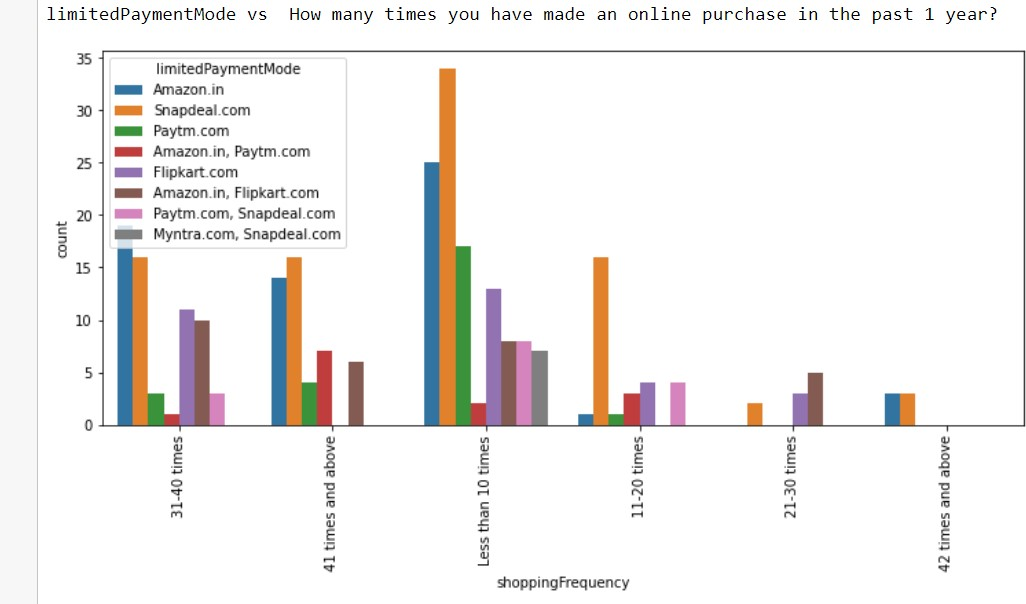 limitedPaymentMode vs  How many times you have made an online purchase in the past 1 year?
35
30
25
20
15
10
5
0
count
limitedPaymentMode
Amazon.in
Snapdeal.com
Paytm.com
Amazon.in, Paytm.com
Flipkart.com
Amazon.in, Flipkart.com
Paytm.com, Snapdeal.com
Myntra.com, Snapdeal.com
31-40 times
41 times and above
Less than 10 times
11-20 times
21-30 times
42 times and above
shoppingFrequency